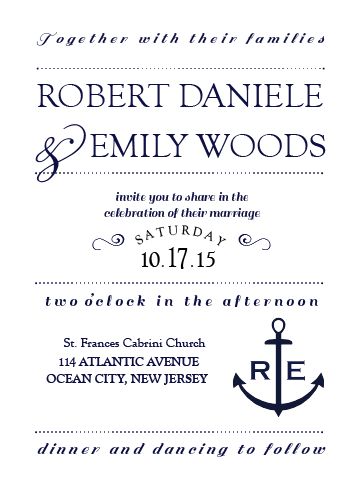 Together with their families
ROBERT DANIELE
& EMILY WOODS
invite you to share in the
celebration of their marriage
SATURDAY
10.17.15
two o'clock in the afternoon
St. Frances Cabrini Church
114 ATLANTIC AVENUE
OCEAN CITY, NEW JERSEY
R E
dinner and dancing to follow